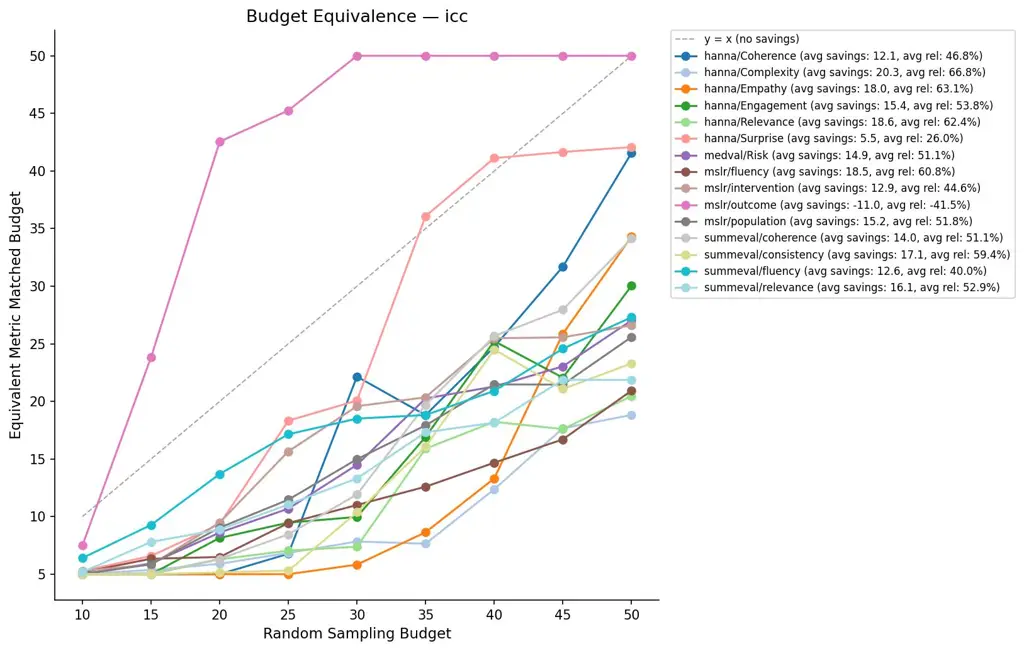 Budget Equivalence — icc
Equivalent Metric Matched Budget
50
45
40
35
30
25
20
15
10
5
10 15 20 25 30 35 40 45 50
Random Sampling Budget
y = x (no savings)
hanna/Coherence (avg savings: 12.1, avg rel: 46.8%)
hanna/Complexity (avg savings: 20.3, avg rel: 66.8%)
hanna/Empathy (avg savings: 18.0, avg rel: 63.1%)
hanna/Engagement (avg savings: 15.4, avg rel: 53.8%)
hanna/Relevance (avg savings: 18.6, avg rel: 62.4%)
hanna/Surprise (avg savings: 5.5, avg rel: 26.0%)
medval/Risk (avg savings: 14.9, avg rel: 51.1%)
mslr/fluency (avg savings: 18.5, avg rel: 60.8%)
mslr/intervention (avg savings: 12.9, avg rel: 44.6%)
mslr/outcome (avg savings: -11.0, avg rel: -41.5%)
mslr/population (avg savings: 15.2, avg rel: 51.8%)
summeval/coherence (avg savings: 14.0, avg rel: 51.1%)
summeval/consistency (avg savings: 17.1, avg rel: 59.4%)
summeval/fluency (avg savings: 12.6, avg rel: 40.0%)
summeval/relevance (avg savings: 16.1, avg rel: 52.9%)